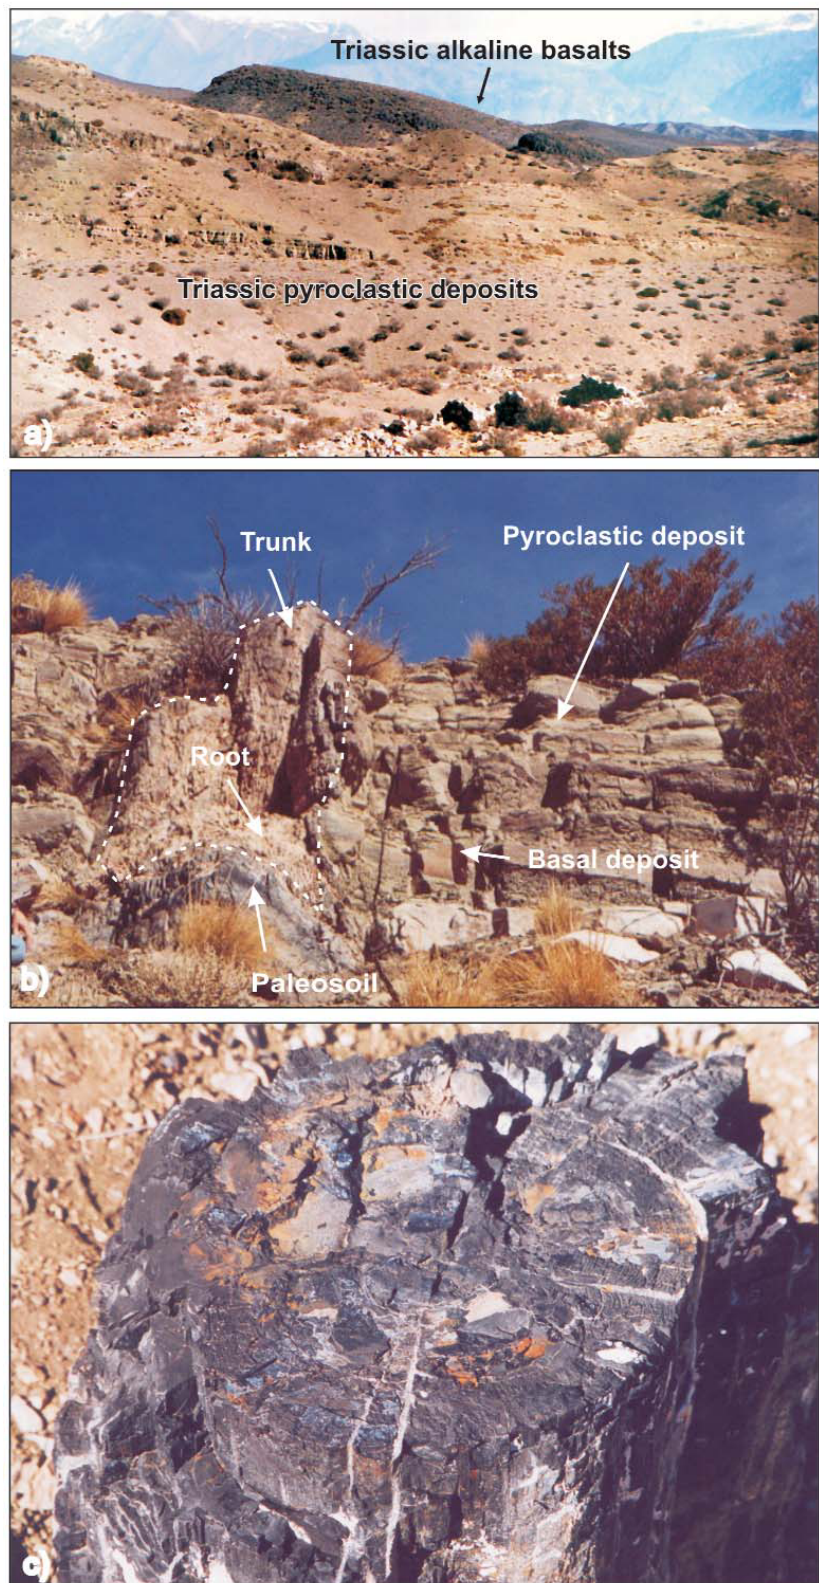 Triassic alkaline basalts
Triassic pyroclastic deposits
a)
Trunk
Pyroclastic deposit
Root
Basal deposit
Paleosoil
b)
c)